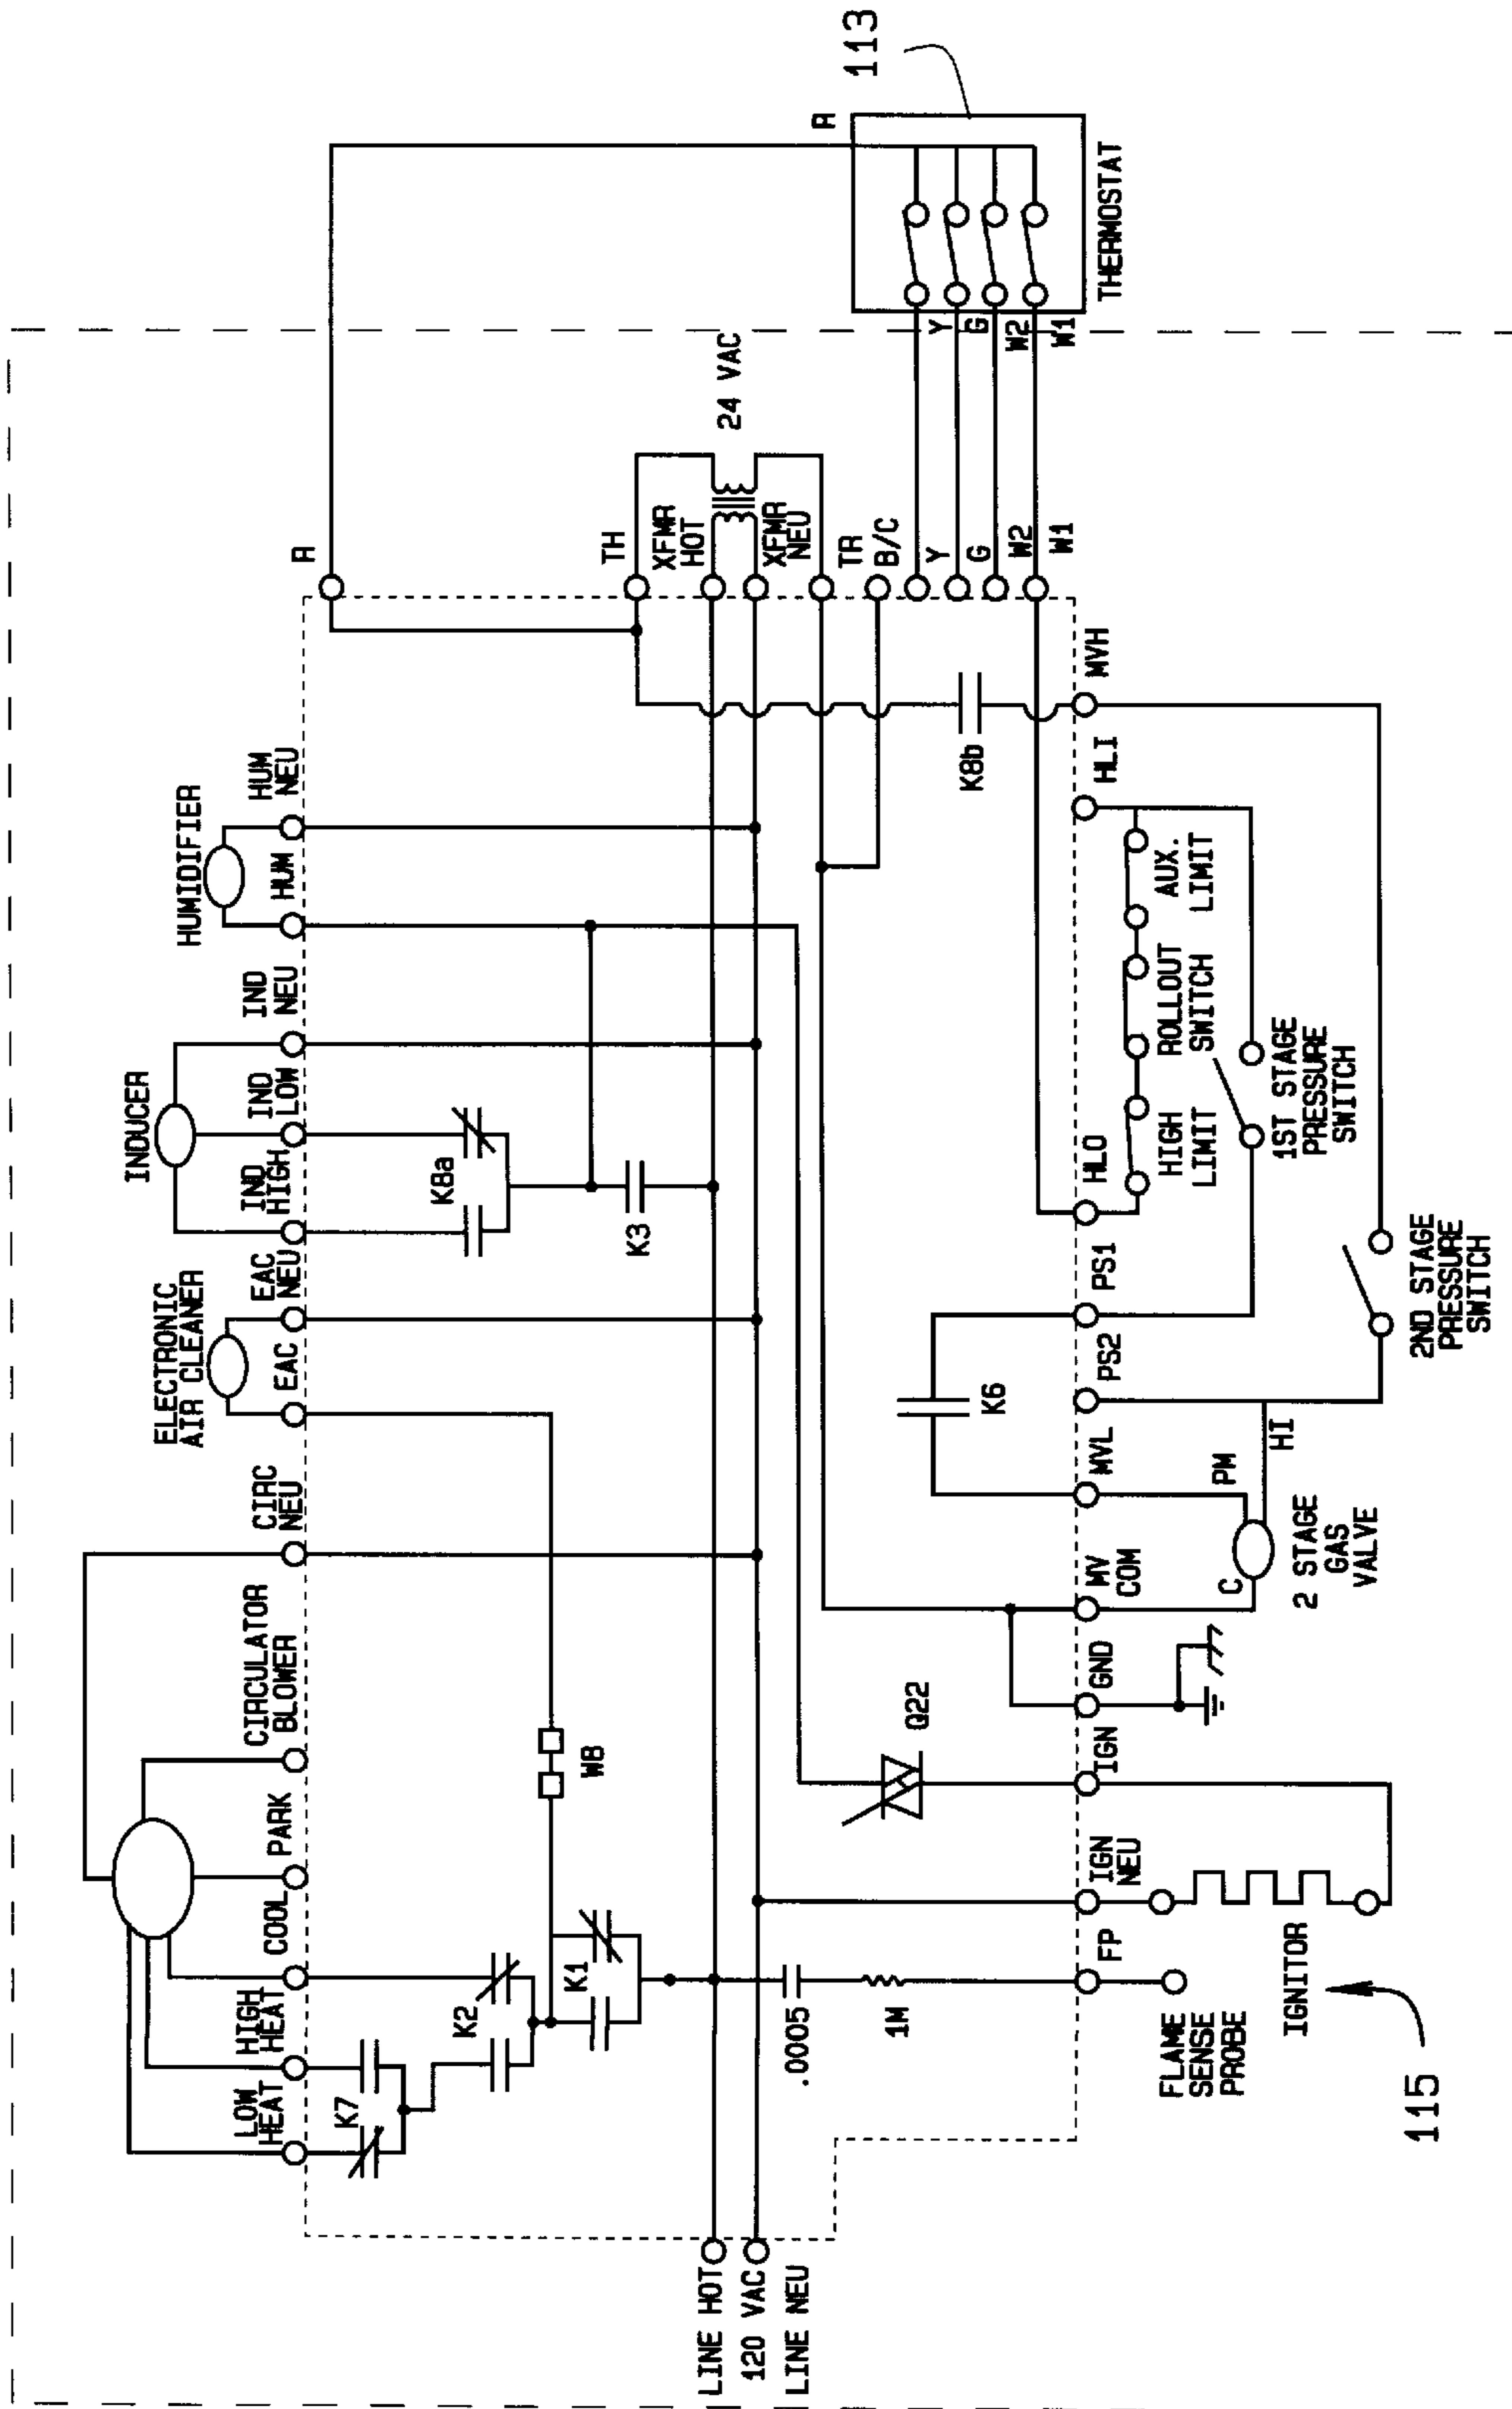 CIRCULATOR
BLOWER
ELECTRONIC
AIR CLEANER
INDUCER
HUMIDIFIER
LOW
HEAT
HIGH
HEAT
COOL
PARK
CIRC
NEU
EAC
EAC
NEU
IND
HIGH
IND
LOW
IND
NEU
HUM
HUM
NEU
R
K7
K2
K1
WB
K8a
K3
LINE HOT
120 VAC
LINE NEU
TH
XFMR
HOT
XFMR
NEU
24 VAC
TR
B/C
Y
G
W2
W1
R
Y
G
W2
W1
THERMOSTAT
113
.0005
1M
Q22
K6
K8b
FP
IGN
NEU
IGN
GND
MV
COM
MVL
PS2
PS1
HLO
HLI
MVH
FLAME
SENSE
PROBE
IGNITOR
115
C
PM
HI
2 STAGE
GAS
VALVE
HIGH
LIMIT
ROLLOUT
SWITCH
AUX.
LIMIT
1ST STAGE
PRESSURE
SWITCH
2ND STAGE
PRESSURE
SWITCH